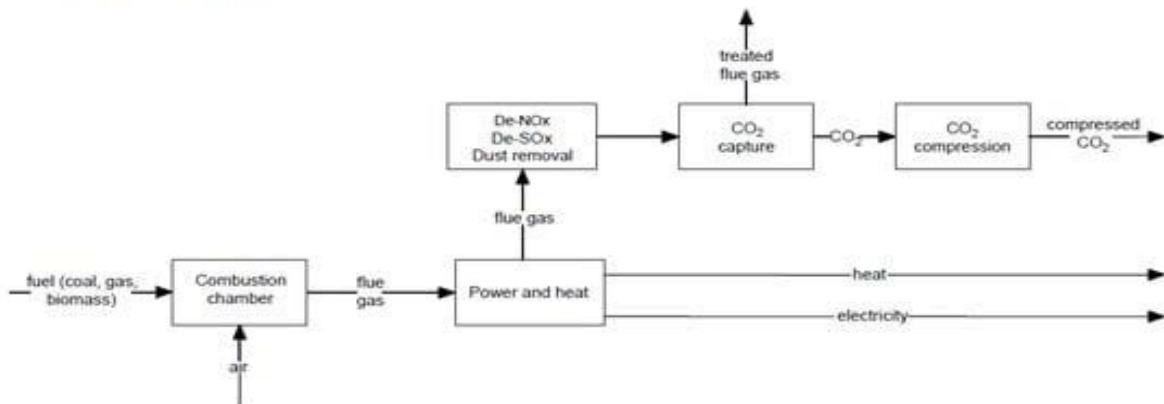 treated
flue gas
De-NOx
De-SOx
Dust removal
CO₂
capture
CO₂
CO₂
compression
compressed
CO₂
flue gas
fuel (coal, gas,
biomass)
Combustion
chamber
flue
gas
Power and heat
heat
electricity
air